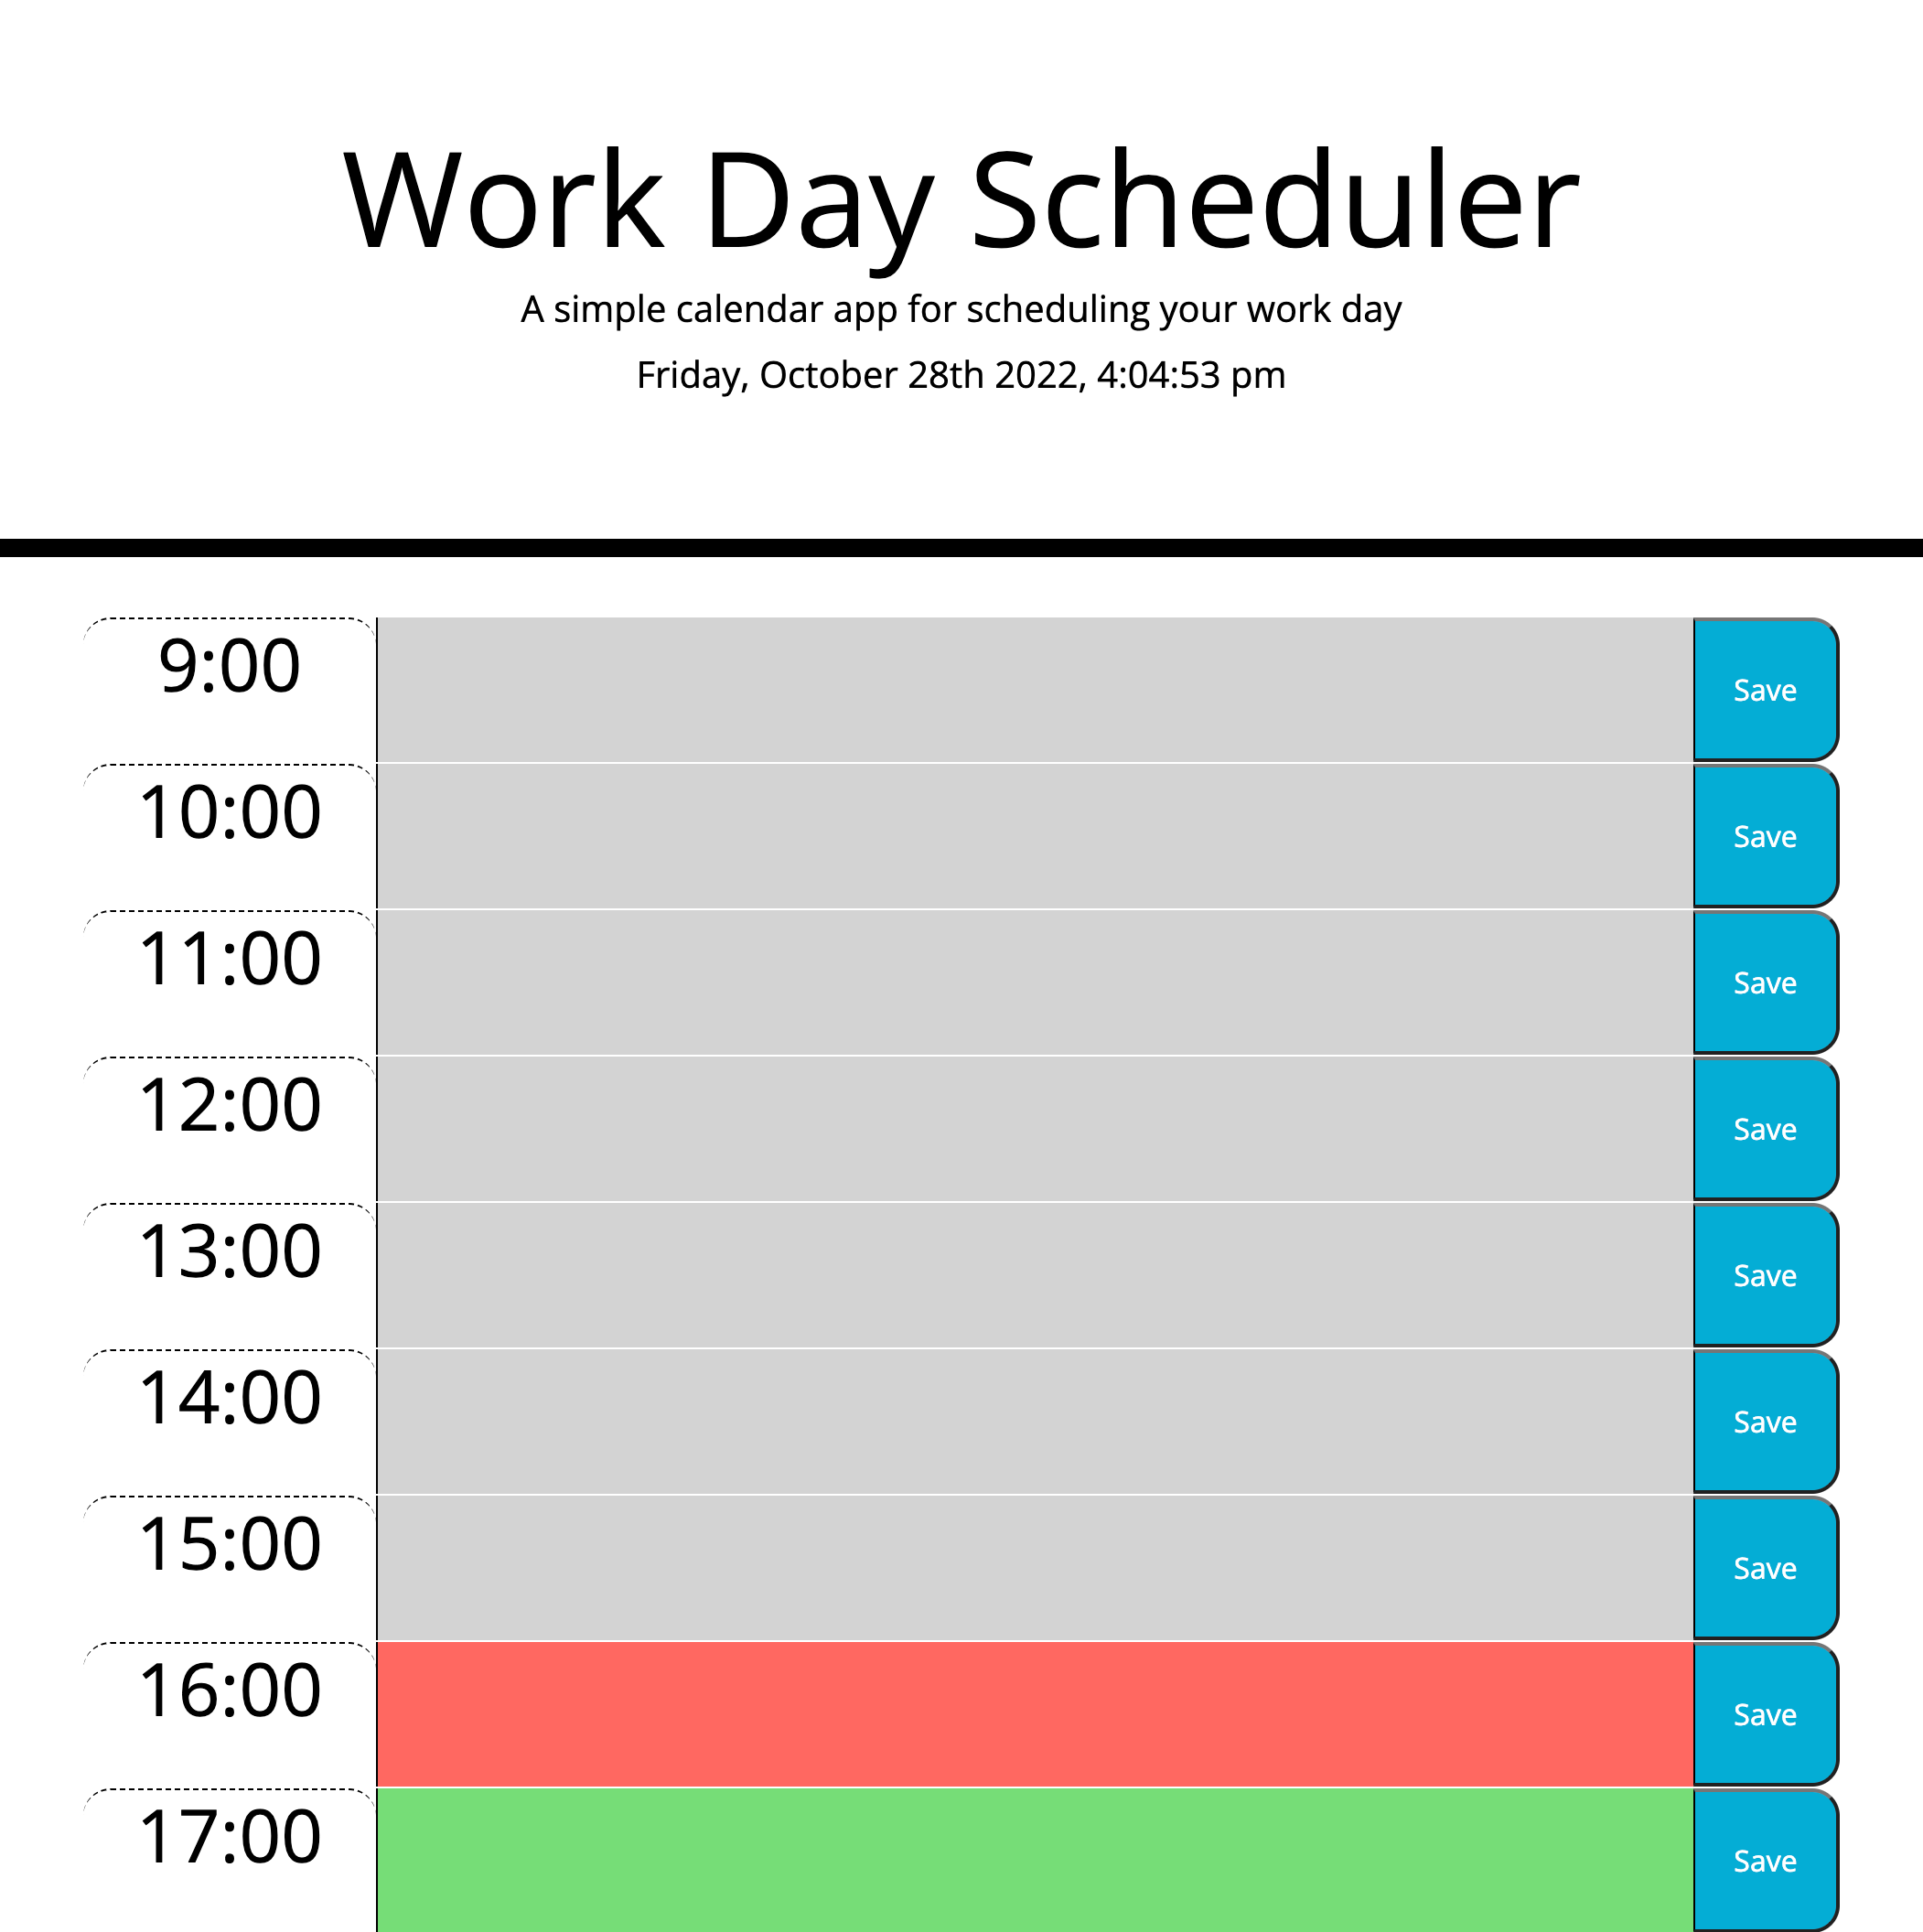 Work Day Scheduler
A simple calendar app for scheduling your work day
Friday, October 28th 2022, 4:04:53 pm
9:00 Save
10:00 Save
11:00 Save
12:00 Save
13:00 Save
14:00 Save
15:00 Save
16:00 Save
17:00 Save